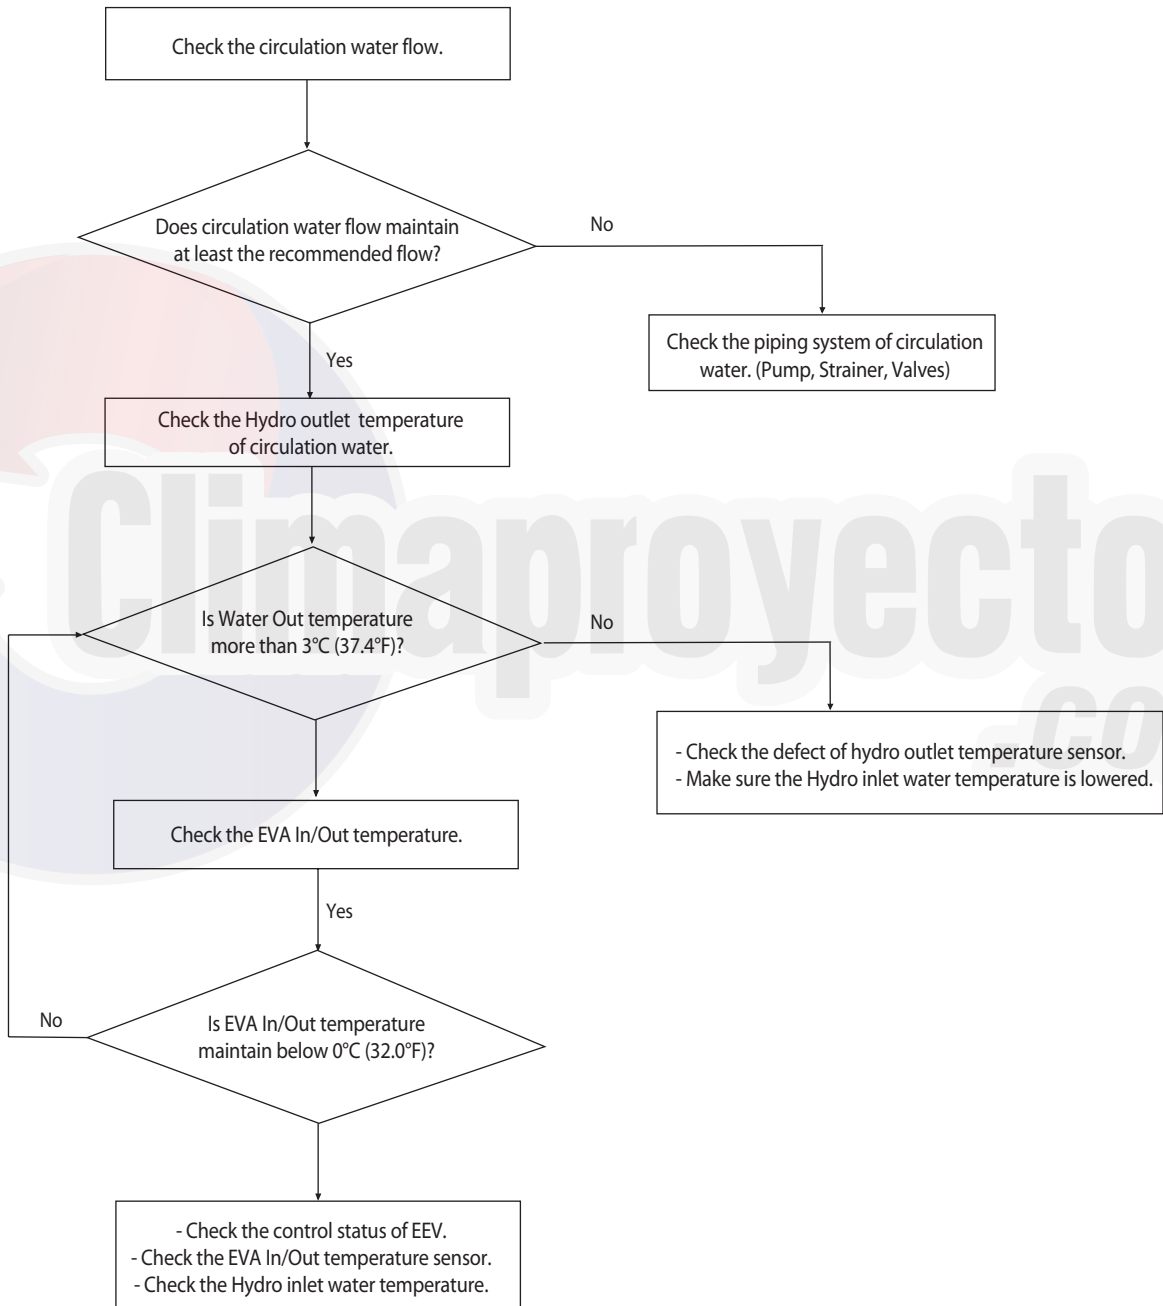 Check the circulation water flow.
Does circulation water flow maintain
at least the recommended flow?
No
Check the piping system of circulation
water. (Pump, Strainer, Valves)
Yes
Check the Hydro outlet temperature
of circulation water.
Is Water Out temperature
more than 3°C (37.4°F)?
No
- Check the defect of hydro outlet temperature sensor.
- Make sure the Hydro inlet water temperature is lowered.
Check the EVA In/Out temperature.
Yes
Is EVA In/Out temperature
maintain below 0°C (32.0°F)?
No
- Check the control status of EEV.
- Check the EVA In/Out temperature sensor.
- Check the Hydro inlet water temperature.
Climaproyecto
.co